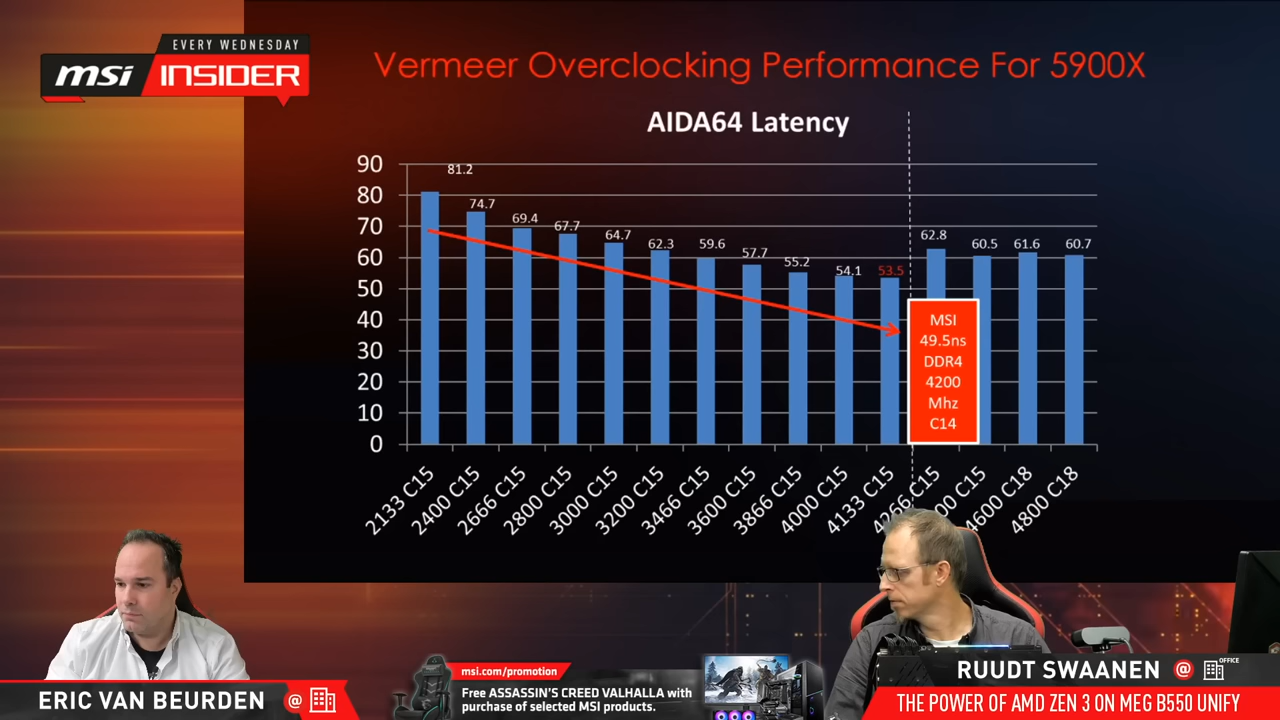 EVERY WEDNESDAY
msi INSIDER
Vermeer Overclocking Performance For 5900X
AIDA64 Latency
90
80
70
60
50
40
30
20
10
0
81.2
74.7
69.4
67.7
64.7
62.3
59.6
57.7
55.2
54.1
53.5
62.8
60.5
61.6
60.7
MSI
49.5ns
DDR4
4200
Mhz
C14
2133 C15
2400 C15
2666 C15
2800 C15
3000 C15
3200 C15
3466 C15
3600 C15
3866 C15
4000 C15
4133 C15
4266 C15
C15
4600 C18
4800 C18
ERIC VAN BEURDEN @
msi.com/promotion
Free ASSASSIN'S CREED VALHALLA with
purchase of selected MSI products.
RUUDT SWAANEN @ OFFICE
THE POWER OF AMD ZEN 3 ON MEG B550 UNIFY